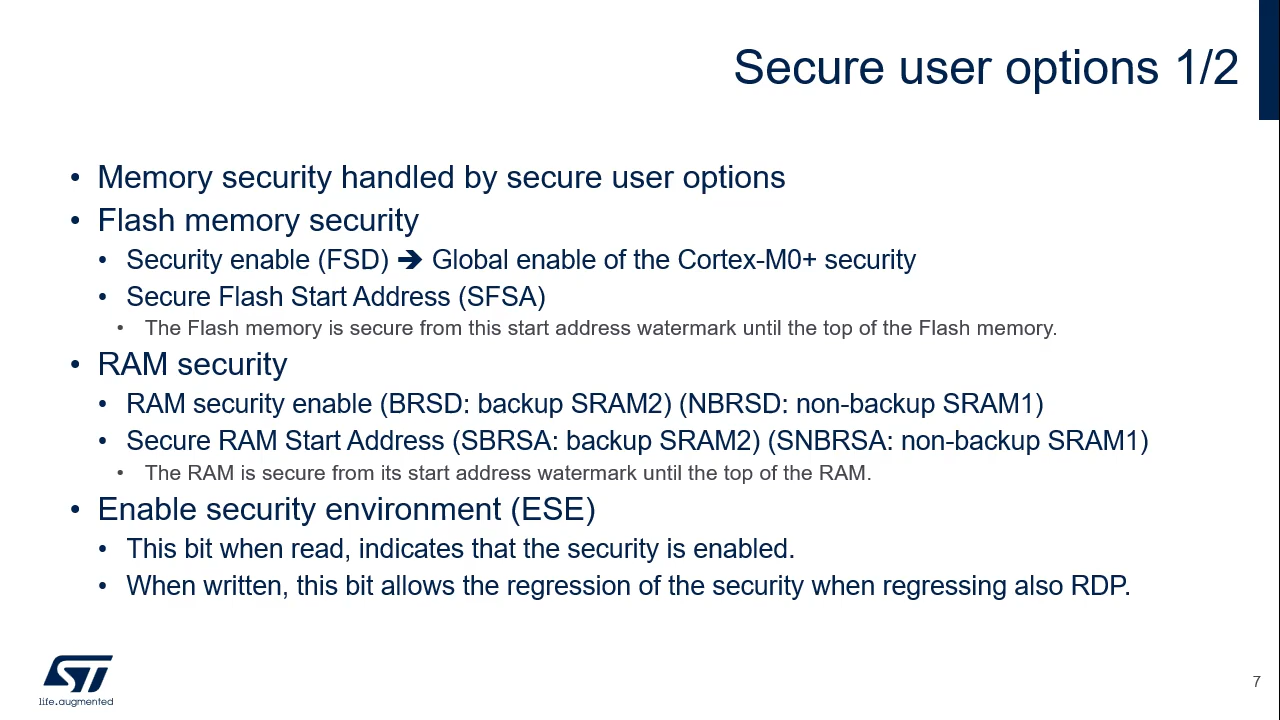 Secure user options 1/2
• Memory security handled by secure user options
• Flash memory security
• Security enable (FSD) ➔ Global enable of the Cortex-M0+ security
• Secure Flash Start Address (SFSA)
• The Flash memory is secure from this start address watermark until the top of the Flash memory.
• RAM security
• RAM security enable (BRSD: backup SRAM2) (NBRSD: non-backup SRAM1)
• Secure RAM Start Address (SBRSA: backup SRAM2) (SNBRSA: non-backup SRAM1)
• The RAM is secure from its start address watermark until the top of the RAM.
• Enable security environment (ESE)
• This bit when read, indicates that the security is enabled.
• When written, this bit allows the regression of the security when regressing also RDP.
ST
life.augmented
7